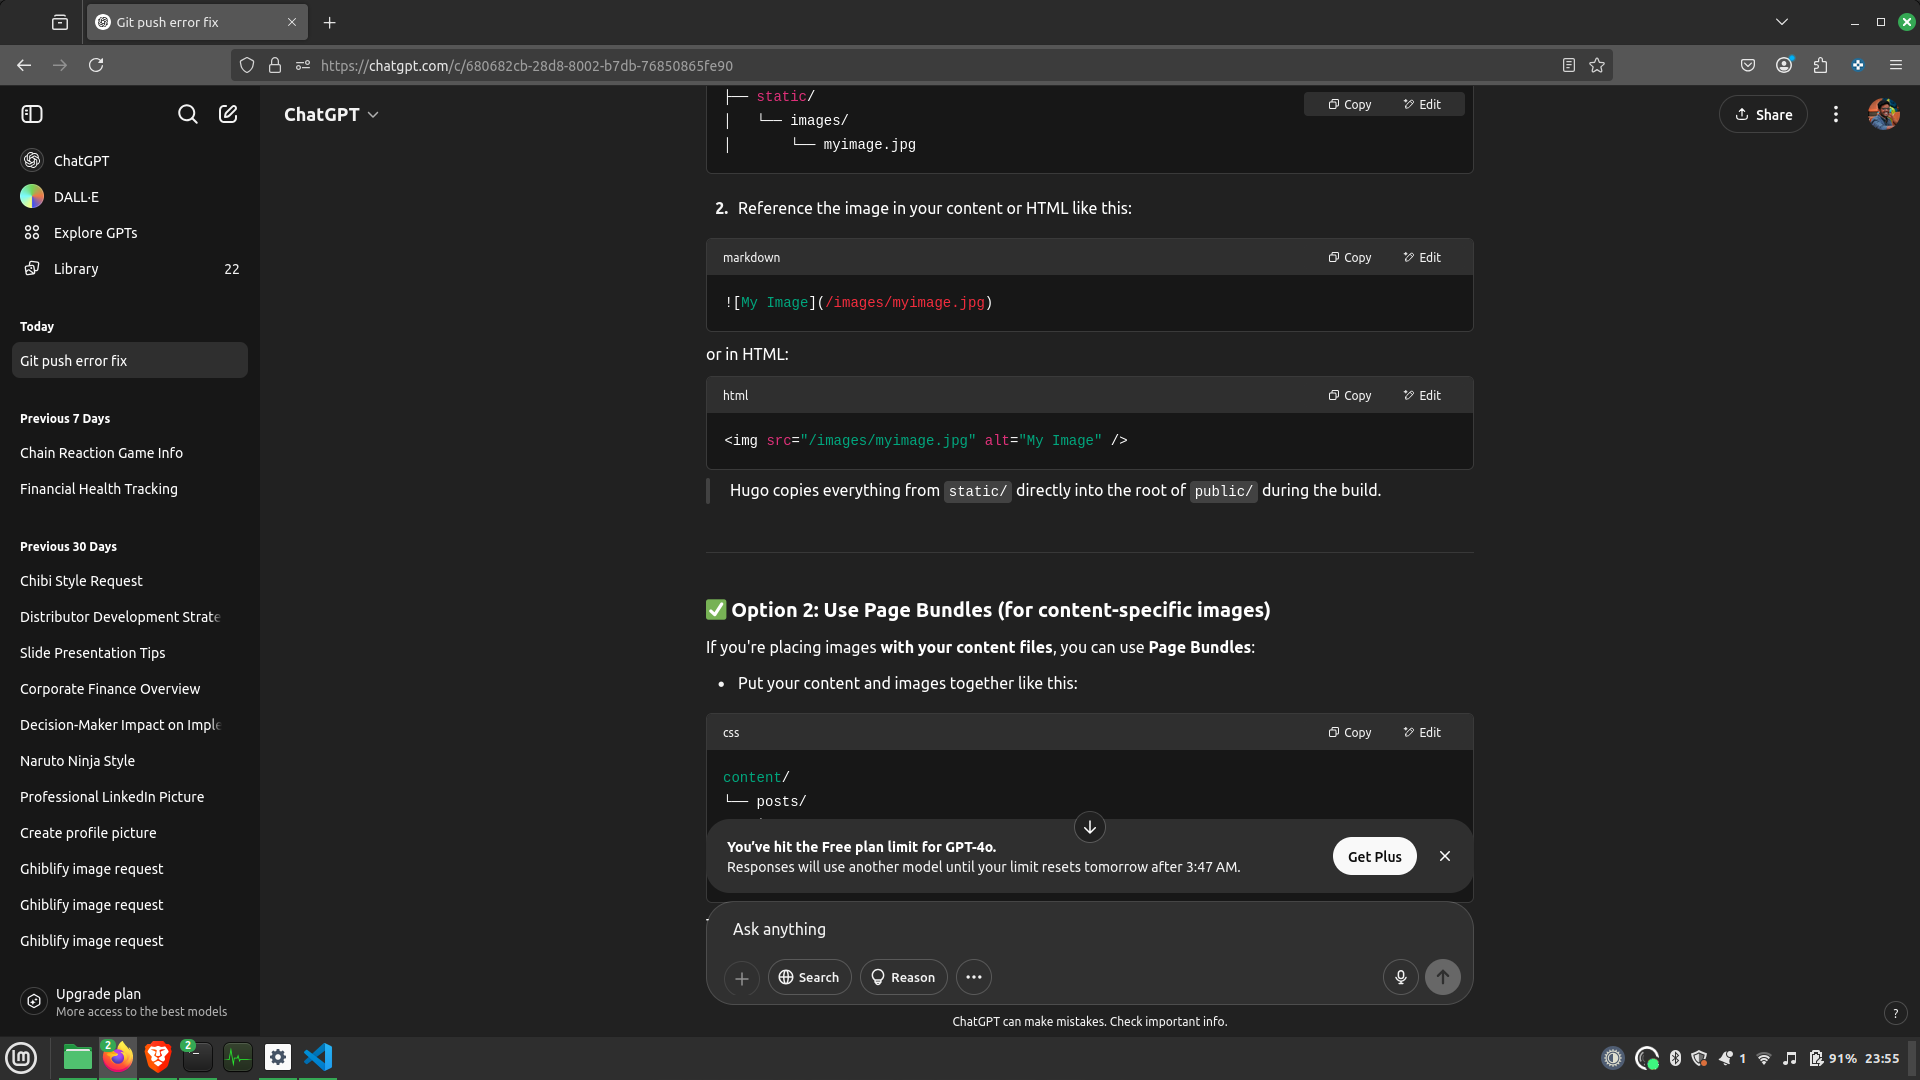 Git push error fix
https://chatgpt.com/c/680682cb-28d8-8002-b7db-76850865fe90
ChatGPT
Share
ChatGPT
DALL·E
Explore GPTs
Library 22
Today
Git push error fix
Previous 7 Days
Chain Reaction Game Info
Financial Health Tracking
Previous 30 Days
Chibi Style Request
Distributor Development Strate
Slide Presentation Tips
Corporate Finance Overview
Decision-Maker Impact on Imple
Naruto Ninja Style
Professional LinkedIn Picture
Create profile picture
Ghiblify image request
Ghiblify image request
Ghiblify image request
Upgrade plan
More access to the best models
├── static/
Copy Edit
│   └── images/
│       └── myimage.jpg
2. Reference the image in your content or HTML like this:
markdown Copy Edit
![My Image](/images/myimage.jpg)
or in HTML:
html Copy Edit
<img src="/images/myimage.jpg" alt="My Image" />
Hugo copies everything from static/ directly into the root of public/ during the build.
✅ Option 2: Use Page Bundles (for content-specific images)
If you're placing images with your content files, you can use Page Bundles:
• Put your content and images together like this:
css Copy Edit
content/
└── posts/
You've hit the Free plan limit for GPT-4o.
Responses will use another model until your limit resets tomorrow after 3:47 AM.
Get Plus
Ask anything
Search Reason
ChatGPT can make mistakes. Check important info.
?
2
2
1 91% 23:55